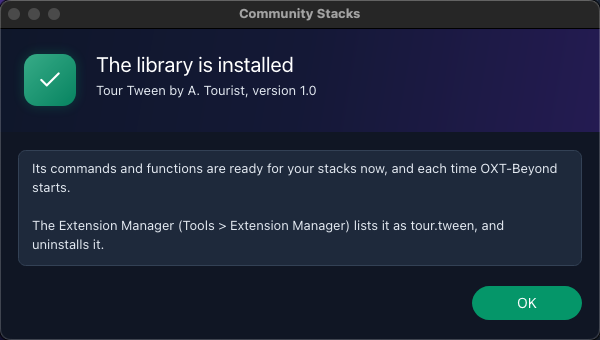 Community Stacks
The library is installed
Tour Tween by A. Tourist, version 1.0
Its commands and functions are ready for your stacks now, and each time OXT-Beyond
starts.
The Extension Manager (Tools > Extension Manager) lists it as tour.tween, and
uninstalls it.
OK